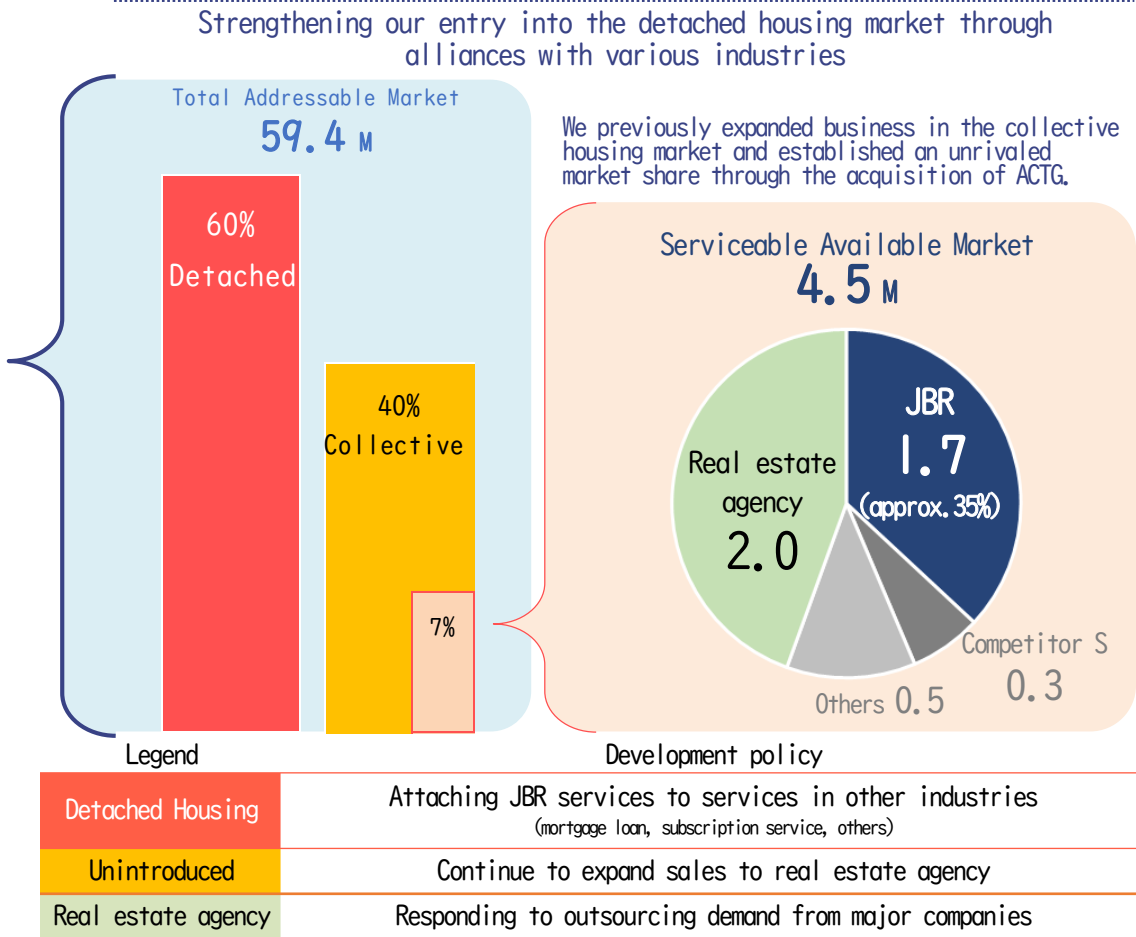 Strengthening our entry into the detached housing market through
alliances with various industries
Total Addressable Market
59.4 M
60%
Detached
40%
Collective
7%
We previously expanded business in the collective
housing market and established an unrivaled
market share through the acquisition of ACTG.
Serviceable Available Market
4.5 M
JBR
1.7
(approx. 35%)
Real estate
agency
2.0
Competitor S
0.3
Others 0.5
Legend
Development policy
Detached Housing
Attaching JBR services to services in other industries
(mortgage loan, subscription service, others)
Unintroduced
Continue to expand sales to real estate agency
Real estate agency
Responding to outsourcing demand from major companies